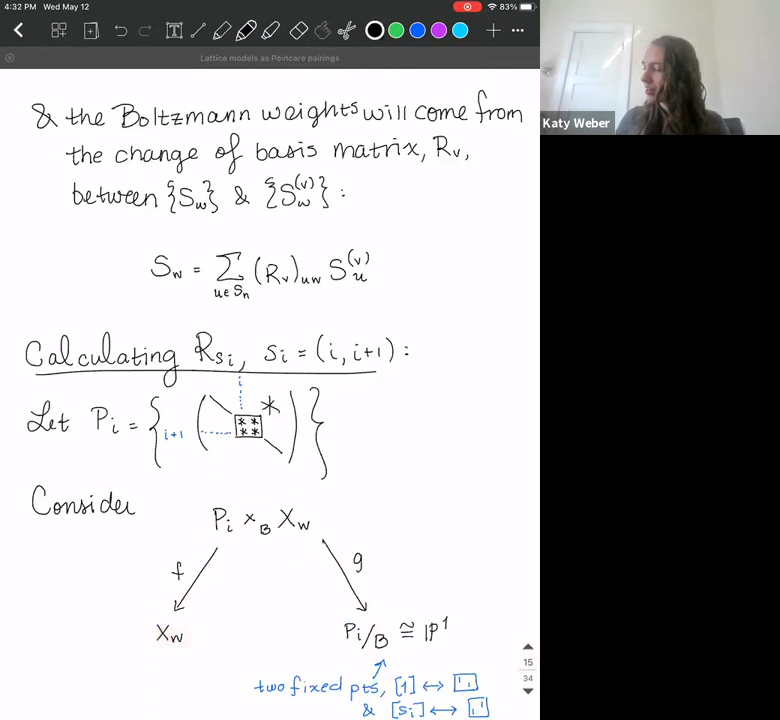 4:32 PM Wed May 12
83%
Lattice models as Poincare pairings
Katy Weber
& the Boltzmann weights will come from
the change of basis matrix, Rv,
between {Sw} & {Sw^(v)} :
Sw = Σ_{u∈Sn} (Rv)uw Su^(v)
Calculating Rsi, si = (i, i+1) :
i
Let Pi = { ( * * * * * ) }
i+1
Consider
Pi ×B Xw
f g
Xw Pi/B ≅ ℙ¹
two fixed pts, [1] ↔
& [si] ↔
15
34